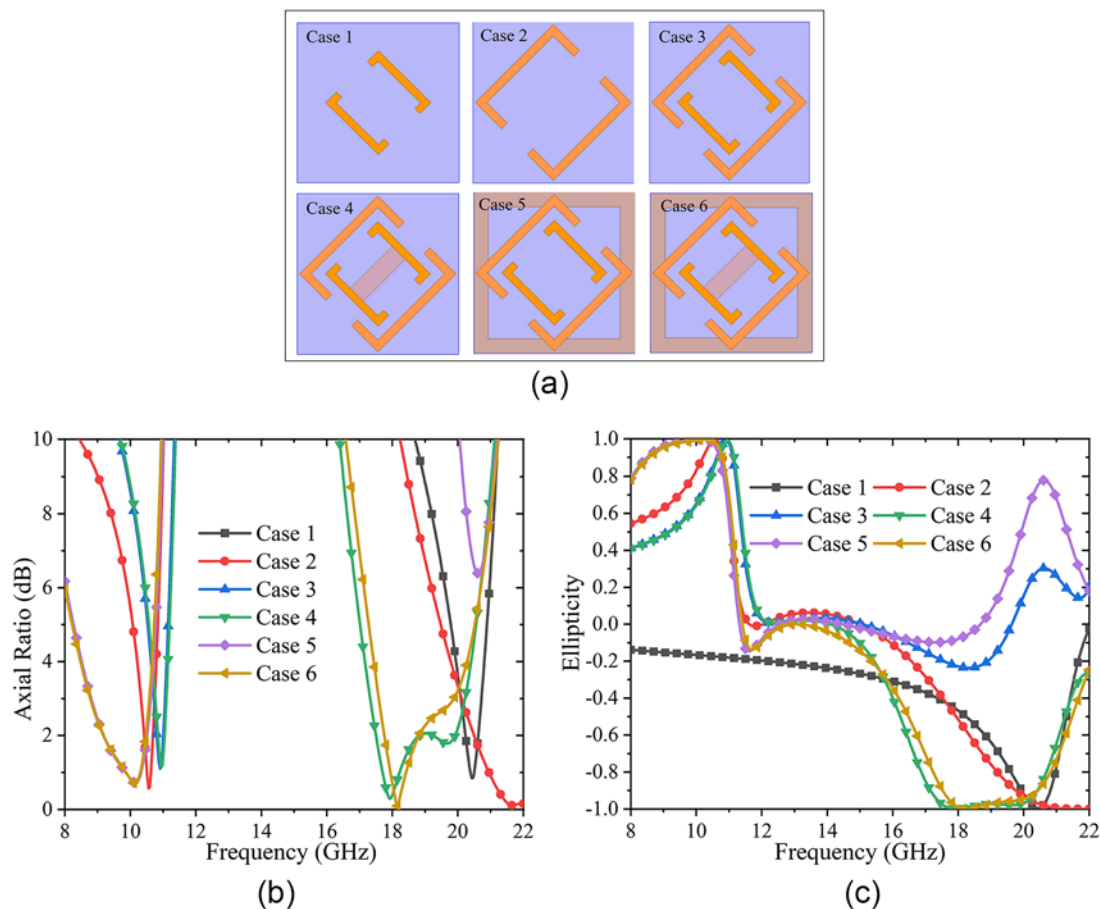 Case 1
Case 2
Case 3
Case 4
Case 5
Case 6
(a)
10
8
6
4
2
0
Axial Ratio (dB)
Case 1
Case 2
Case 3
Case 4
Case 5
Case 6
8 10 12 14 16 18 20 22
Frequency (GHz)
(b)
1.0
0.8
0.6
0.4
0.2
0.0
-0.2
-0.4
-0.6
-0.8
-1.0
Ellipticity
Case 1 Case 2
Case 3 Case 4
Case 5 Case 6
8 10 12 14 16 18 20 22
Frequency (GHz)
(c)